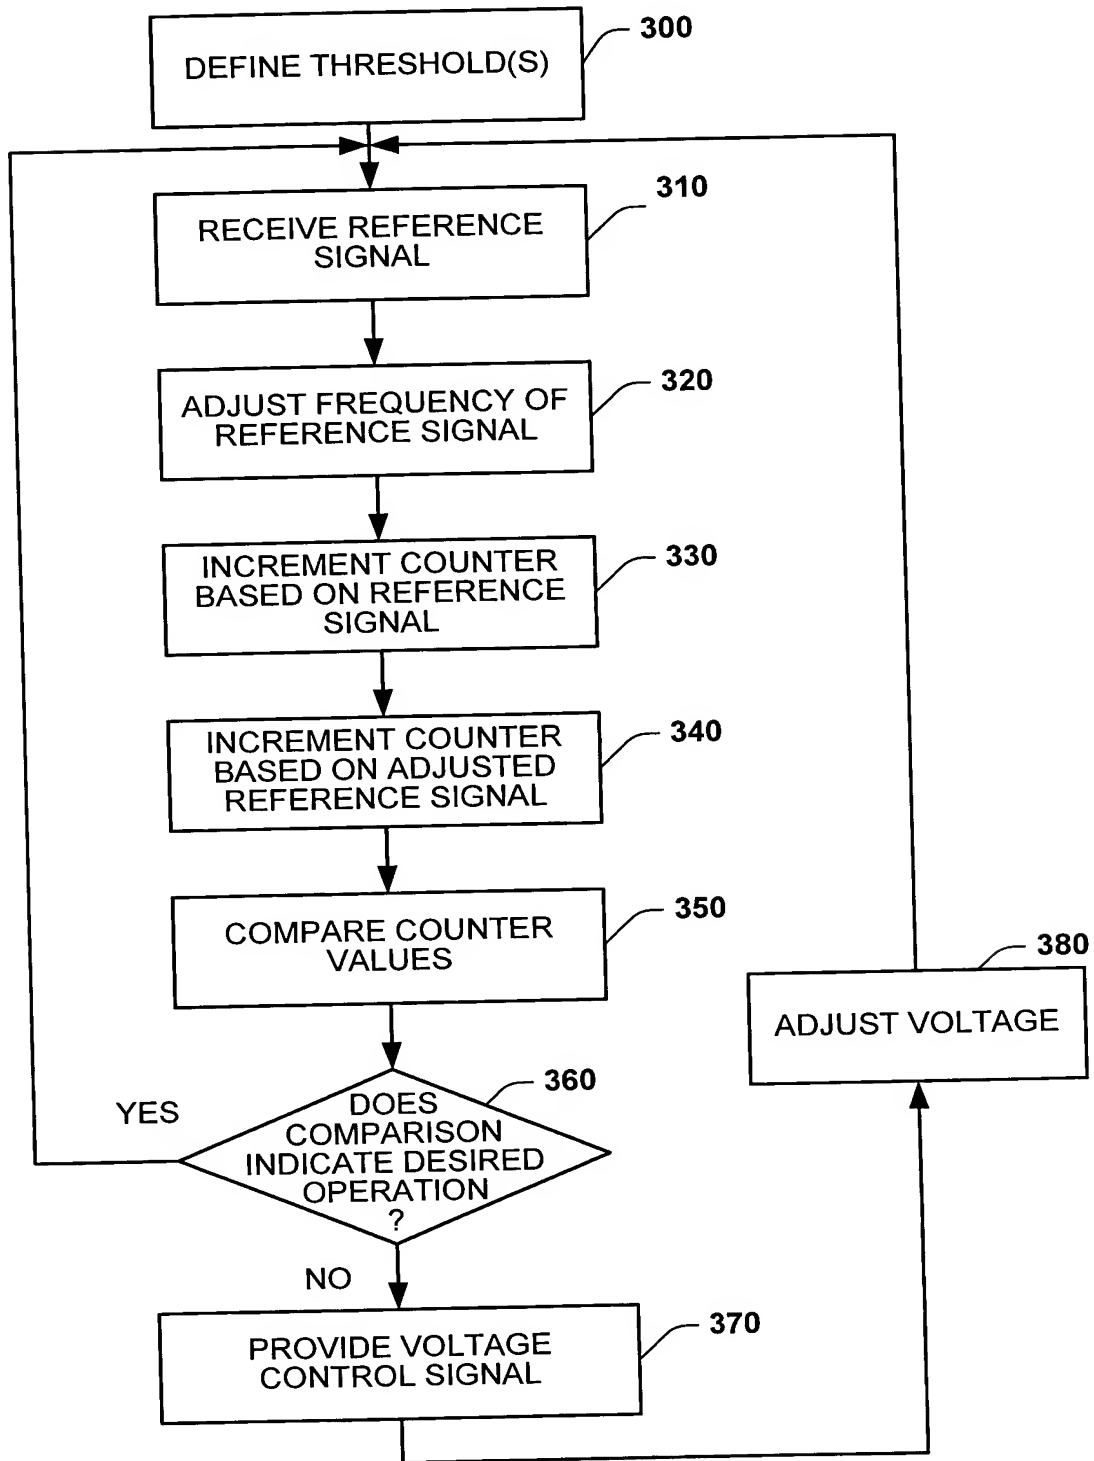 300
DEFINE THRESHOLD(S)
310
RECEIVE REFERENCE
SIGNAL
320
ADJUST FREQUENCY OF
REFERENCE SIGNAL
330
INCREMENT COUNTER
BASED ON REFERENCE
SIGNAL
340
INCREMENT COUNTER
BASED ON ADJUSTED
REFERENCE SIGNAL
350
COMPARE COUNTER
VALUES
380
ADJUST VOLTAGE
360
YES
DOES
COMPARISON
INDICATE DESIRED
OPERATION
?
NO
370
PROVIDE VOLTAGE
CONTROL SIGNAL